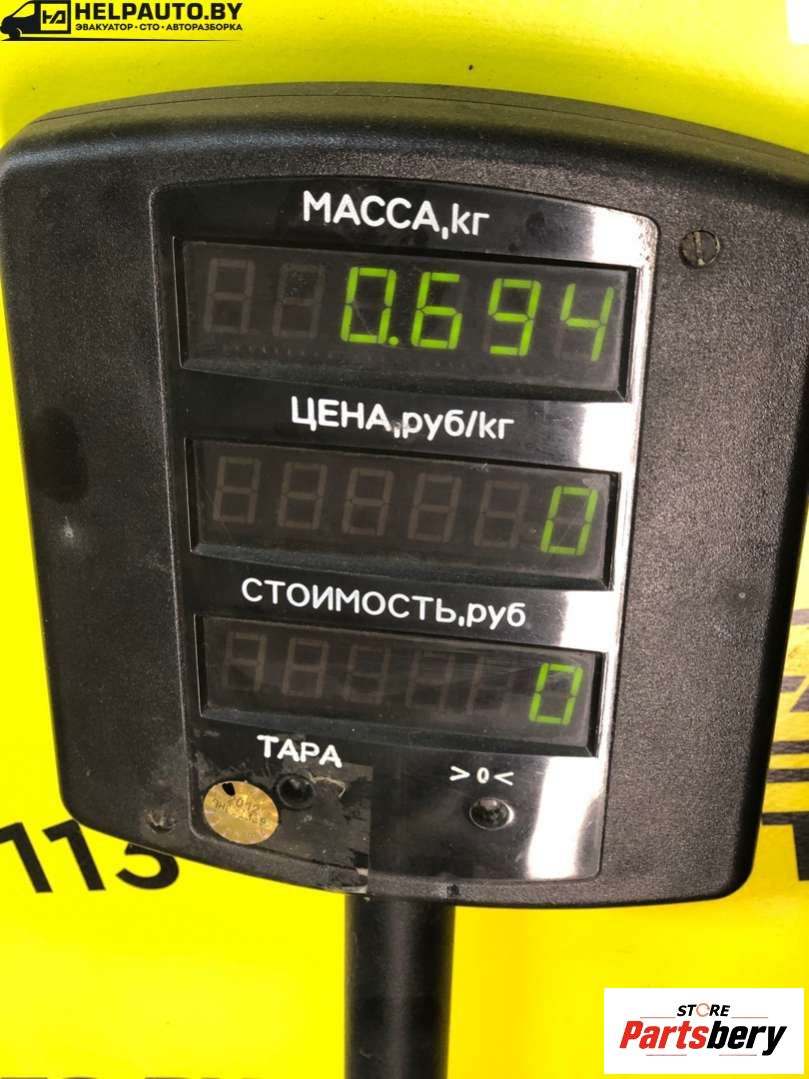 HELPAUTO.BY
ЭВАКУАТОР • СТО • АВТОРАЗБОРКА
МАССА,кг
0.694
ЦЕНА,руб/кг
0
СТОИМОСТЬ,руб
0
ТАРА
>0<
113
STORE
Partsbery